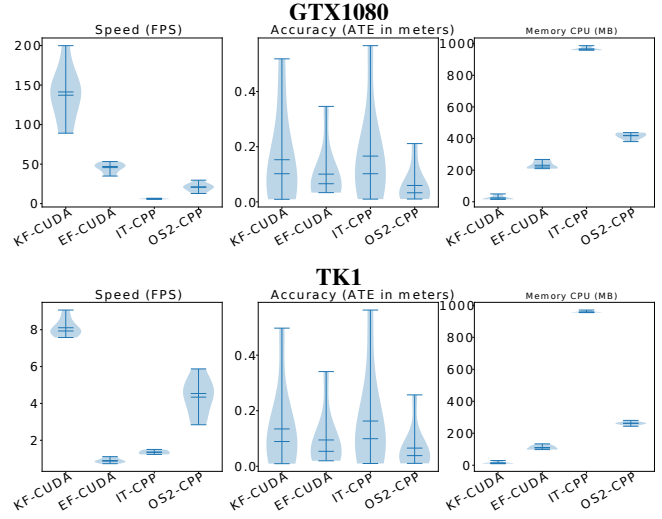 GTX1080
Speed (FPS) Accuracy (ATE in meters) Memory CPU (MB)
200 150 100 50 0
0.4 0.2 0.0
1000 800 600 400 200 0
KF-CUDA EF-CUDA IT-CPP OS2-CPP
KF-CUDA EF-CUDA IT-CPP OS2-CPP
KF-CUDA EF-CUDA IT-CPP OS2-CPP
TK1
Speed (FPS) Accuracy (ATE in meters) Memory CPU (MB)
8 6 4 2
0.4 0.2 0.0
1000 800 600 400 200 0
KF-CUDA EF-CUDA IT-CPP OS2-CPP
KF-CUDA EF-CUDA IT-CPP OS2-CPP
KF-CUDA EF-CUDA IT-CPP OS2-CPP